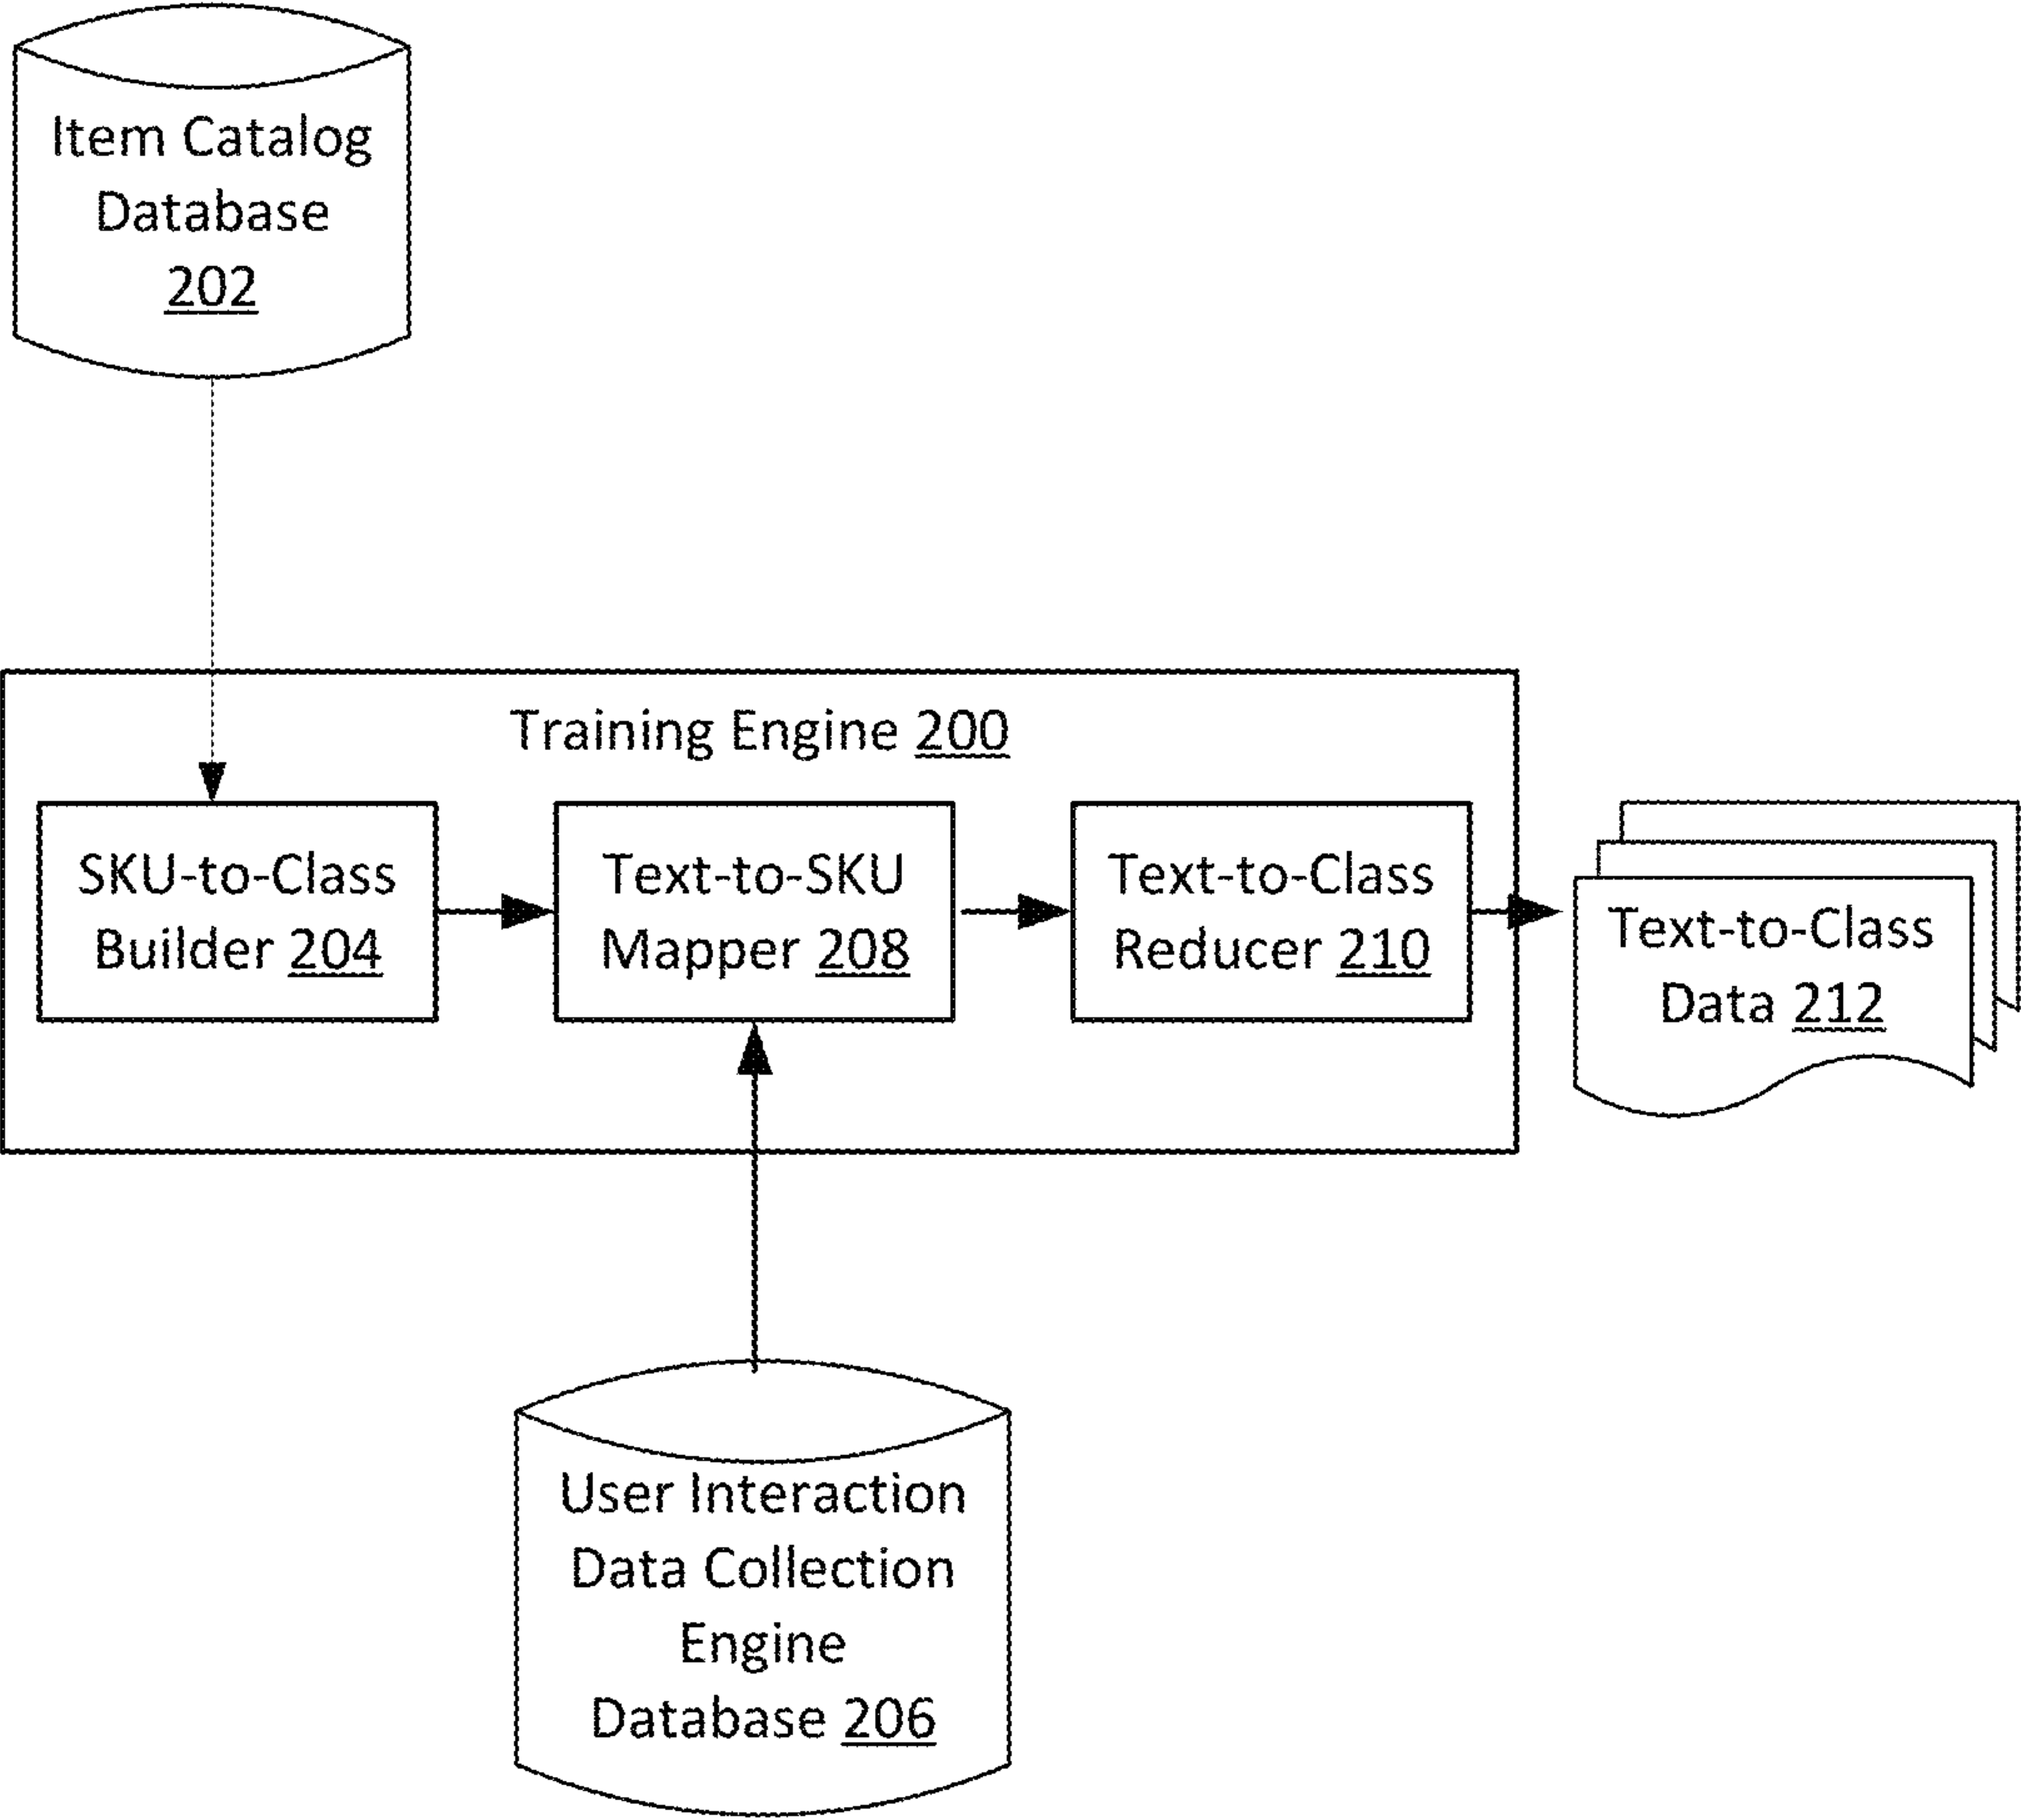 Item Catalog
Database
202
Training Engine 200
SKU-to-Class
Builder 204
Text-to-SKU
Mapper 208
Text-to-Class
Reducer 210
Text-to-Class
Data 212
User Interaction
Data Collection
Engine
Database 206